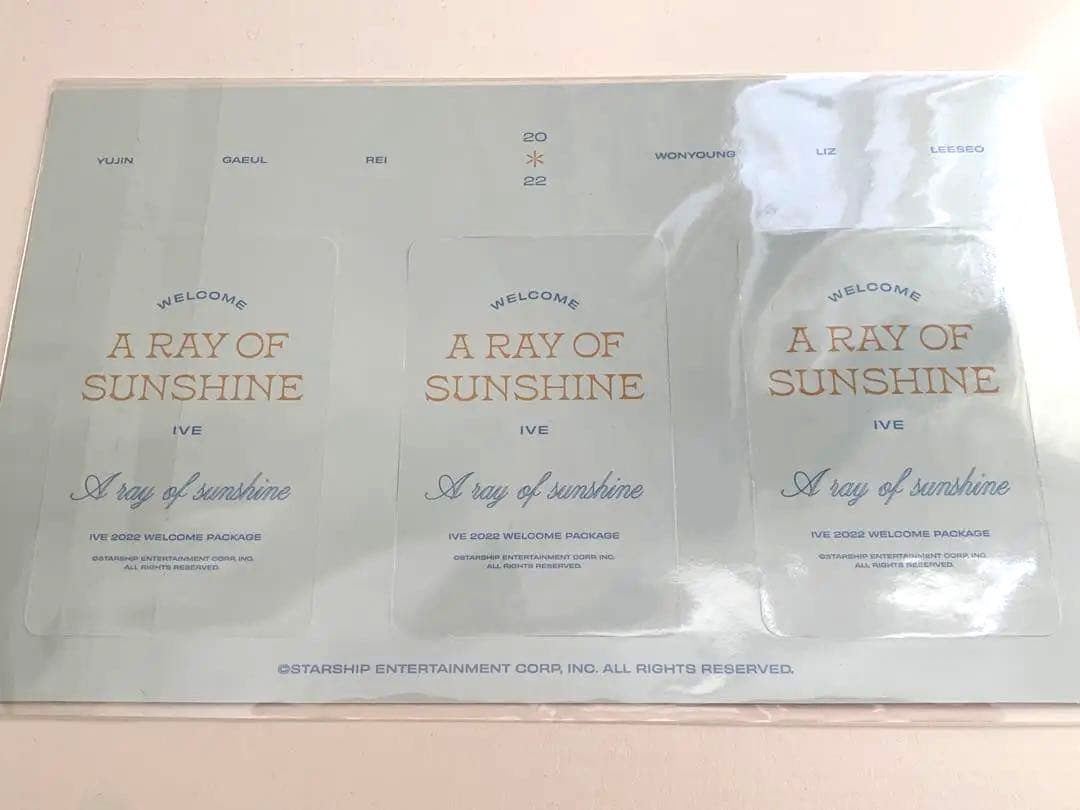 YUJIN GAEUL REI 20 WONYOUNG LIZ LEESEO
22
WELCOME
A RAY OF
SUNSHINE
IVE
A ray of sunshine
IVE 2022 WELCOME PACKAGE
©STARSHIP ENTERTAINMENT CORP, INC.
ALL RIGHTS RESERVED.
WELCOME
A RAY OF
SUNSHINE
IVE
A ray of sunshine
IVE 2022 WELCOME PACKAGE
©STARSHIP ENTERTAINMENT CORP, INC.
ALL RIGHTS RESERVED.
WELCOME
A RAY OF
SUNSHINE
IVE
A ray of sunshine
IVE 2022 WELCOME PACKAGE
©STARSHIP ENTERTAINMENT CORP, INC.
ALL RIGHTS RESERVED.
©STARSHIP ENTERTAINMENT CORP, INC. ALL RIGHTS RESERVED.